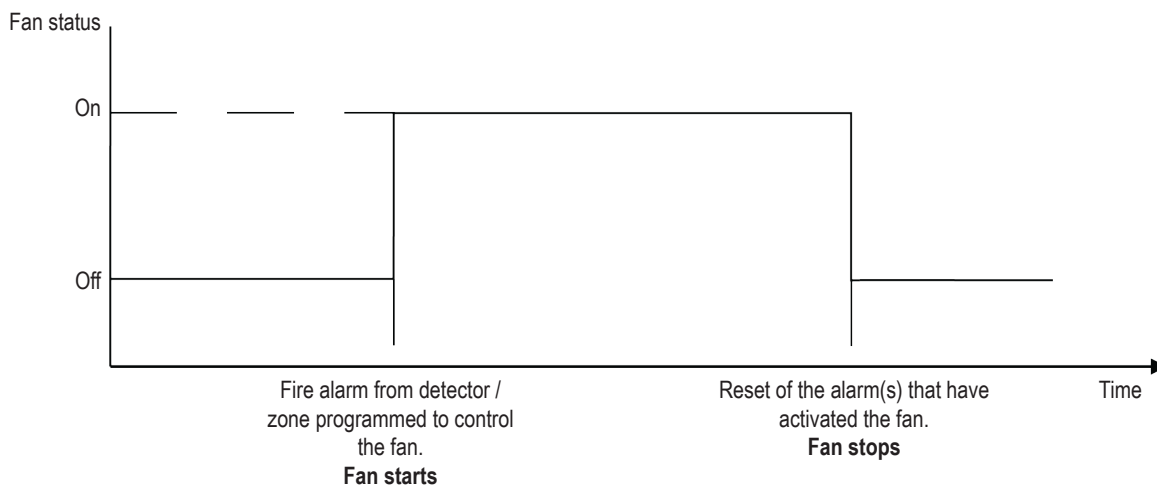 Fan status
On
Off
Fire alarm from detector /
zone programmed to control
the fan.
Fan starts
Reset of the alarm(s) that have
activated the fan.
Fan stops
Time